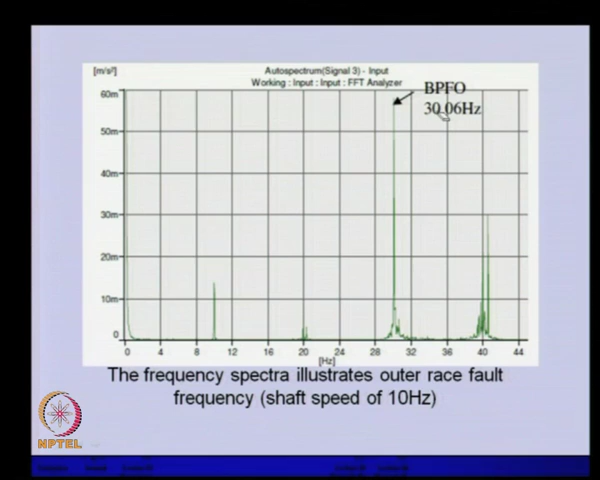 Autospectrum(Signal 3) - Input
Working : Input : Input : FFT Analyzer
[m/s²]
60m
50m
40m
30m
20m
10m
0
0 4 8 12 16 20 24 28 32 36 40 44
[Hz]
BPFO
30.06Hz
The frequency spectra illustrates outer race fault
frequency (shaft speed of 10Hz)
NPTEL